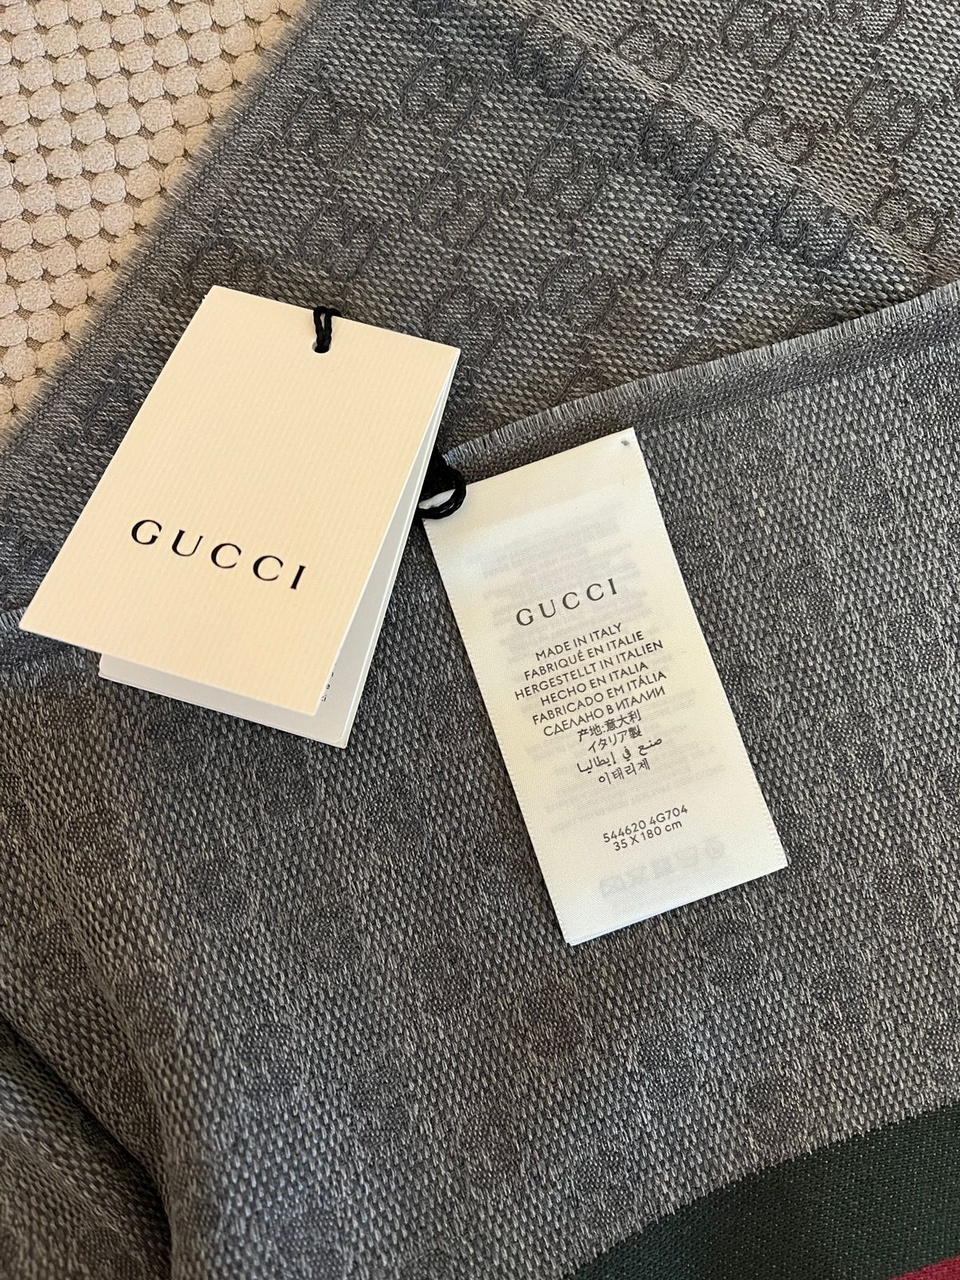 GUCCI
GUCCI
MADE IN ITALY
FABRIQUÉ EN ITALIE
HERGESTELLT IN ITALIEN
HECHO EN ITALIA
FABRICADO EM ITÁLIA
СДЕЛАНО В ИТАЛИИ
产地:意大利
イタリア製
صنع في إيطاليا
이태리제
544620 4G704
35 X 180 cm